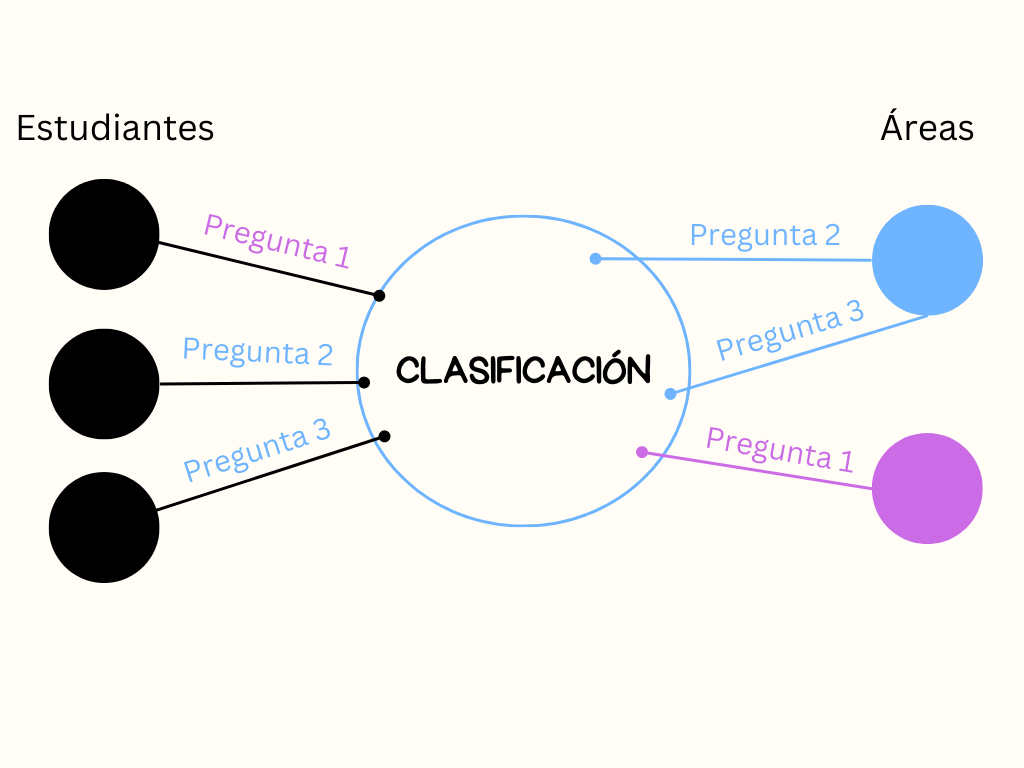 Estudiantes
Áreas
Pregunta 1
Pregunta 2
Pregunta 3
CLASIFICACIÓN
Pregunta 2
Pregunta 3
Pregunta 1